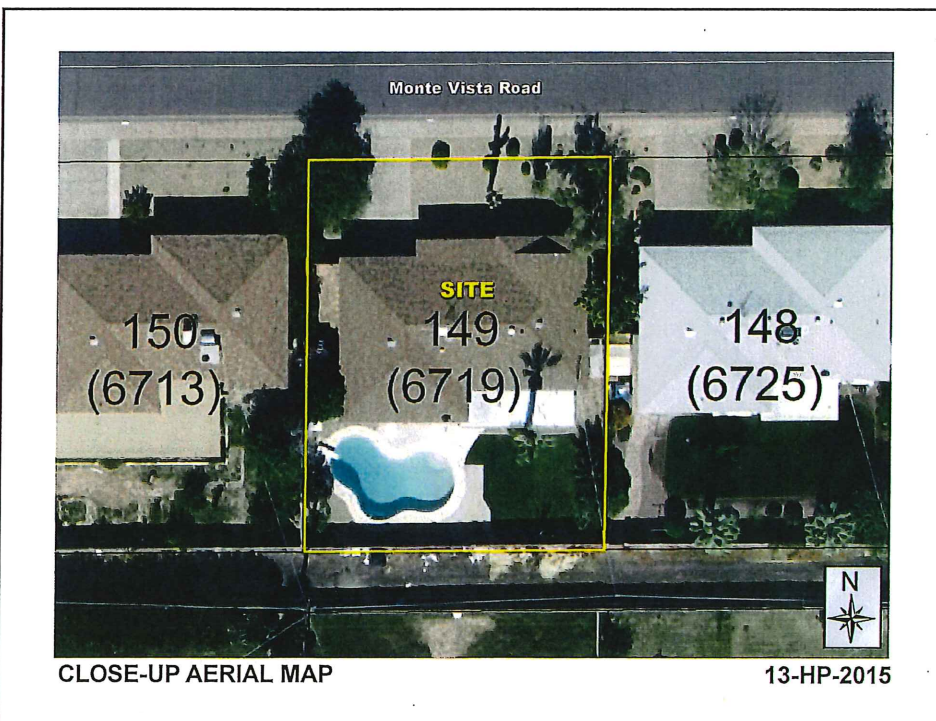 Monte Vista Road
SITE
150
(6713)
149
(6719)
148
(6725)
N
CLOSE-UP AERIAL MAP
13-HP-2015